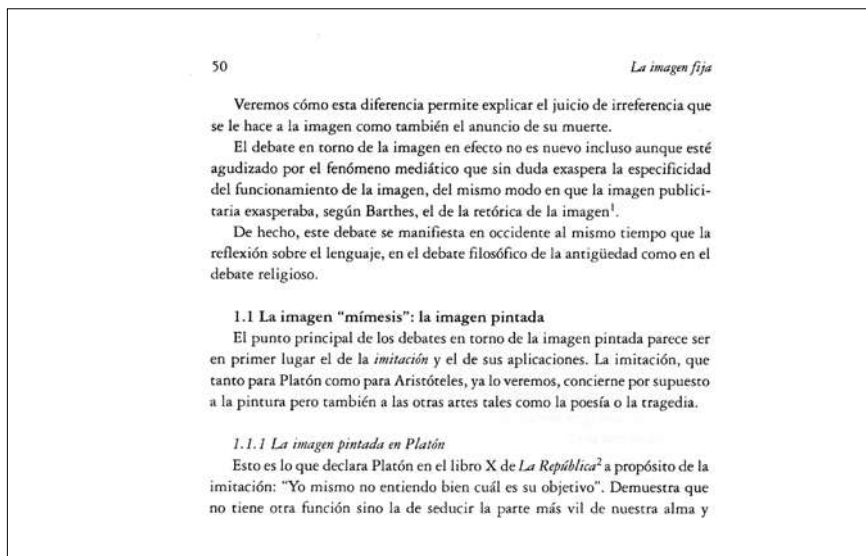 50 La imagen fija
Veremos cómo esta diferencia permite explicar el juicio de irreferencia que
se le hace a la imagen como también el anuncio de su muerte.
El debate en torno de la imagen en efecto no es nuevo incluso aunque esté
agudizado por el fenómeno mediático que sin duda exaspera la especificidad
del funcionamiento de la imagen, del mismo modo en que la imagen publici-
taria exasperaba, según Barthes, el de la retórica de la imagen¹.
De hecho, este debate se manifiesta en occidente al mismo tiempo que la
reflexión sobre el lenguaje, en el debate filosófico de la antigüedad como en el
debate religioso.
1.1 La imagen "mímesis": la imagen pintada
El punto principal de los debates en torno de la imagen pintada parece ser
en primer lugar el de la imitación y el de sus aplicaciones. La imitación, que
tanto para Platón como para Aristóteles, ya lo veremos, concierne por supuesto
a la pintura pero también a las otras artes tales como la poesía o la tragedia.
1.1.1 La imagen pintada en Platón
Esto es lo que declara Platón en el libro X de La República² a propósito de la
imitación: "Yo mismo no entiendo bien cuál es su objetivo". Demuestra que
no tiene otra función sino la de seducir la parte más vil de nuestra alma y